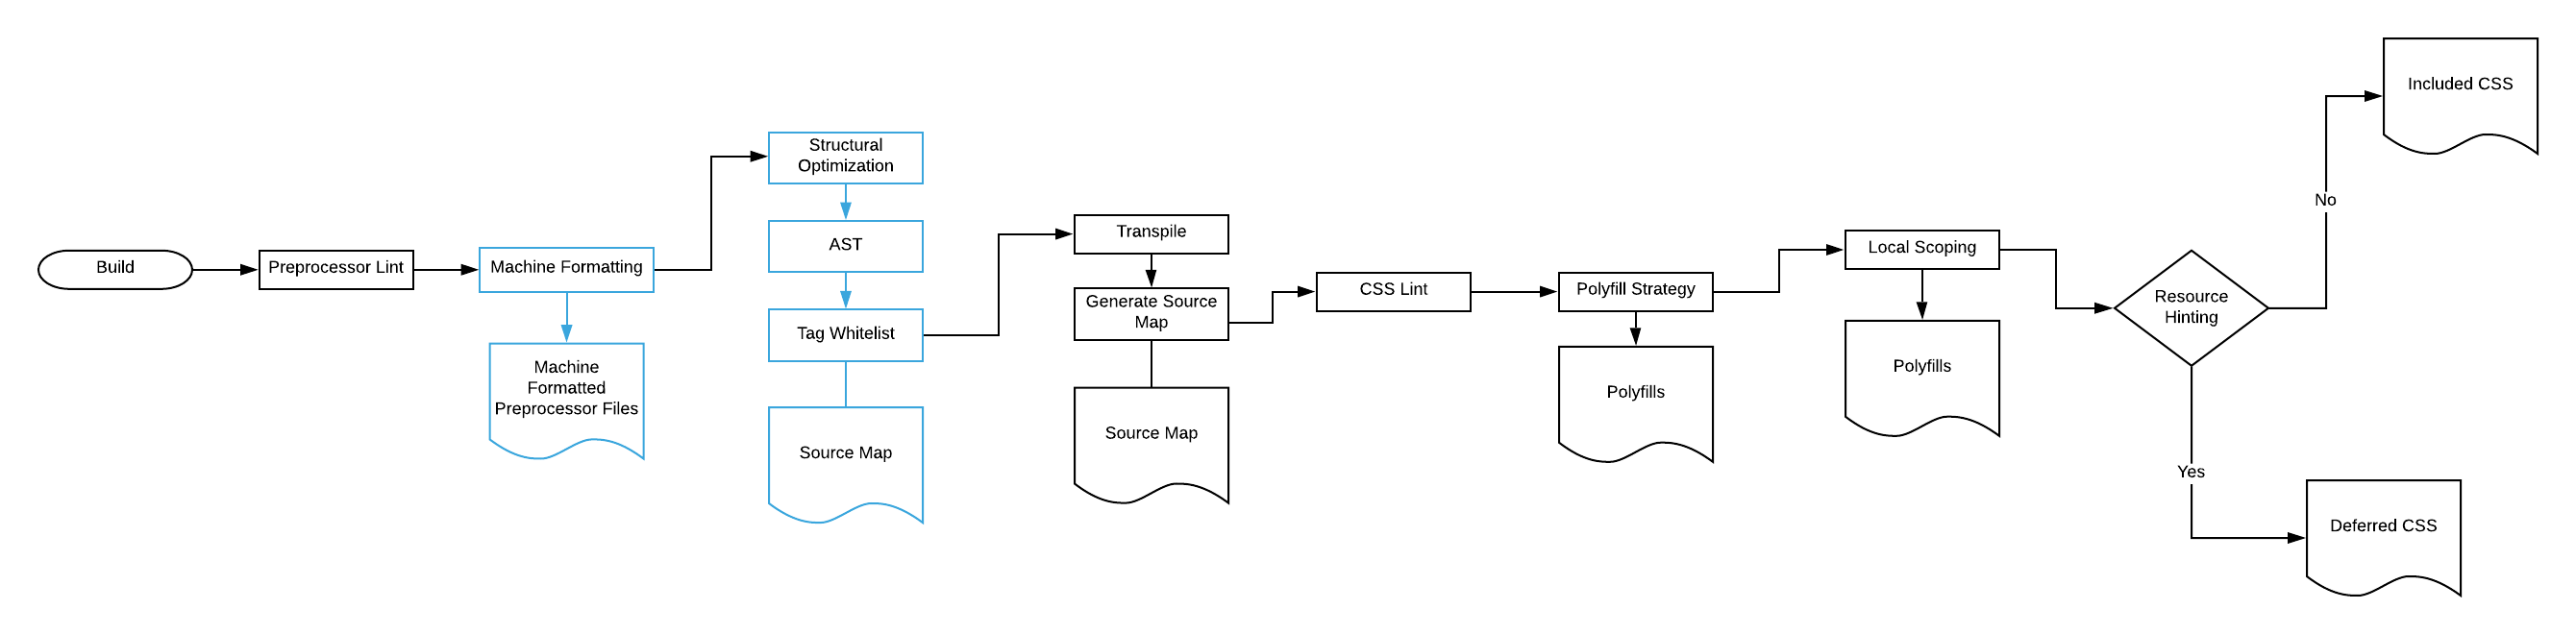 Build
Preprocessor Lint
Machine Formatting
Machine
Formatted
Preprocessor Files
Structural
Optimization
AST
Tag Whitelist
Source Map
Transpile
Generate Source
Map
Source Map
CSS Lint
Polyfill Strategy
Polyfills
Local Scoping
Polyfills
Resource
Hinting
No
Included CSS
Yes
Deferred CSS